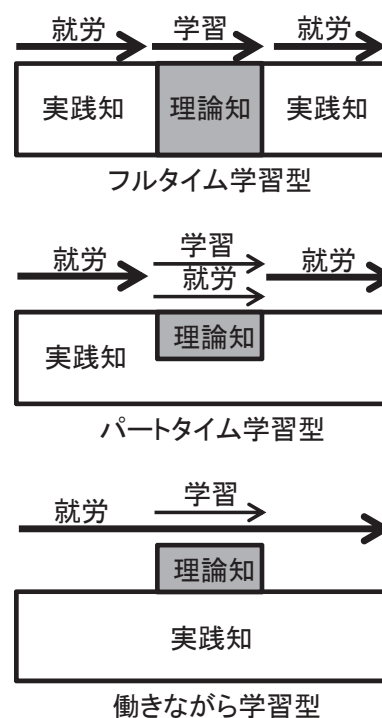 就労 学習 就労
実践知 理論知 実践知
フルタイム学習型
学習
就労 就労 就労
理論知
実践知
パートタイム学習型
学習
就労
理論知
実践知
働きながら学習型